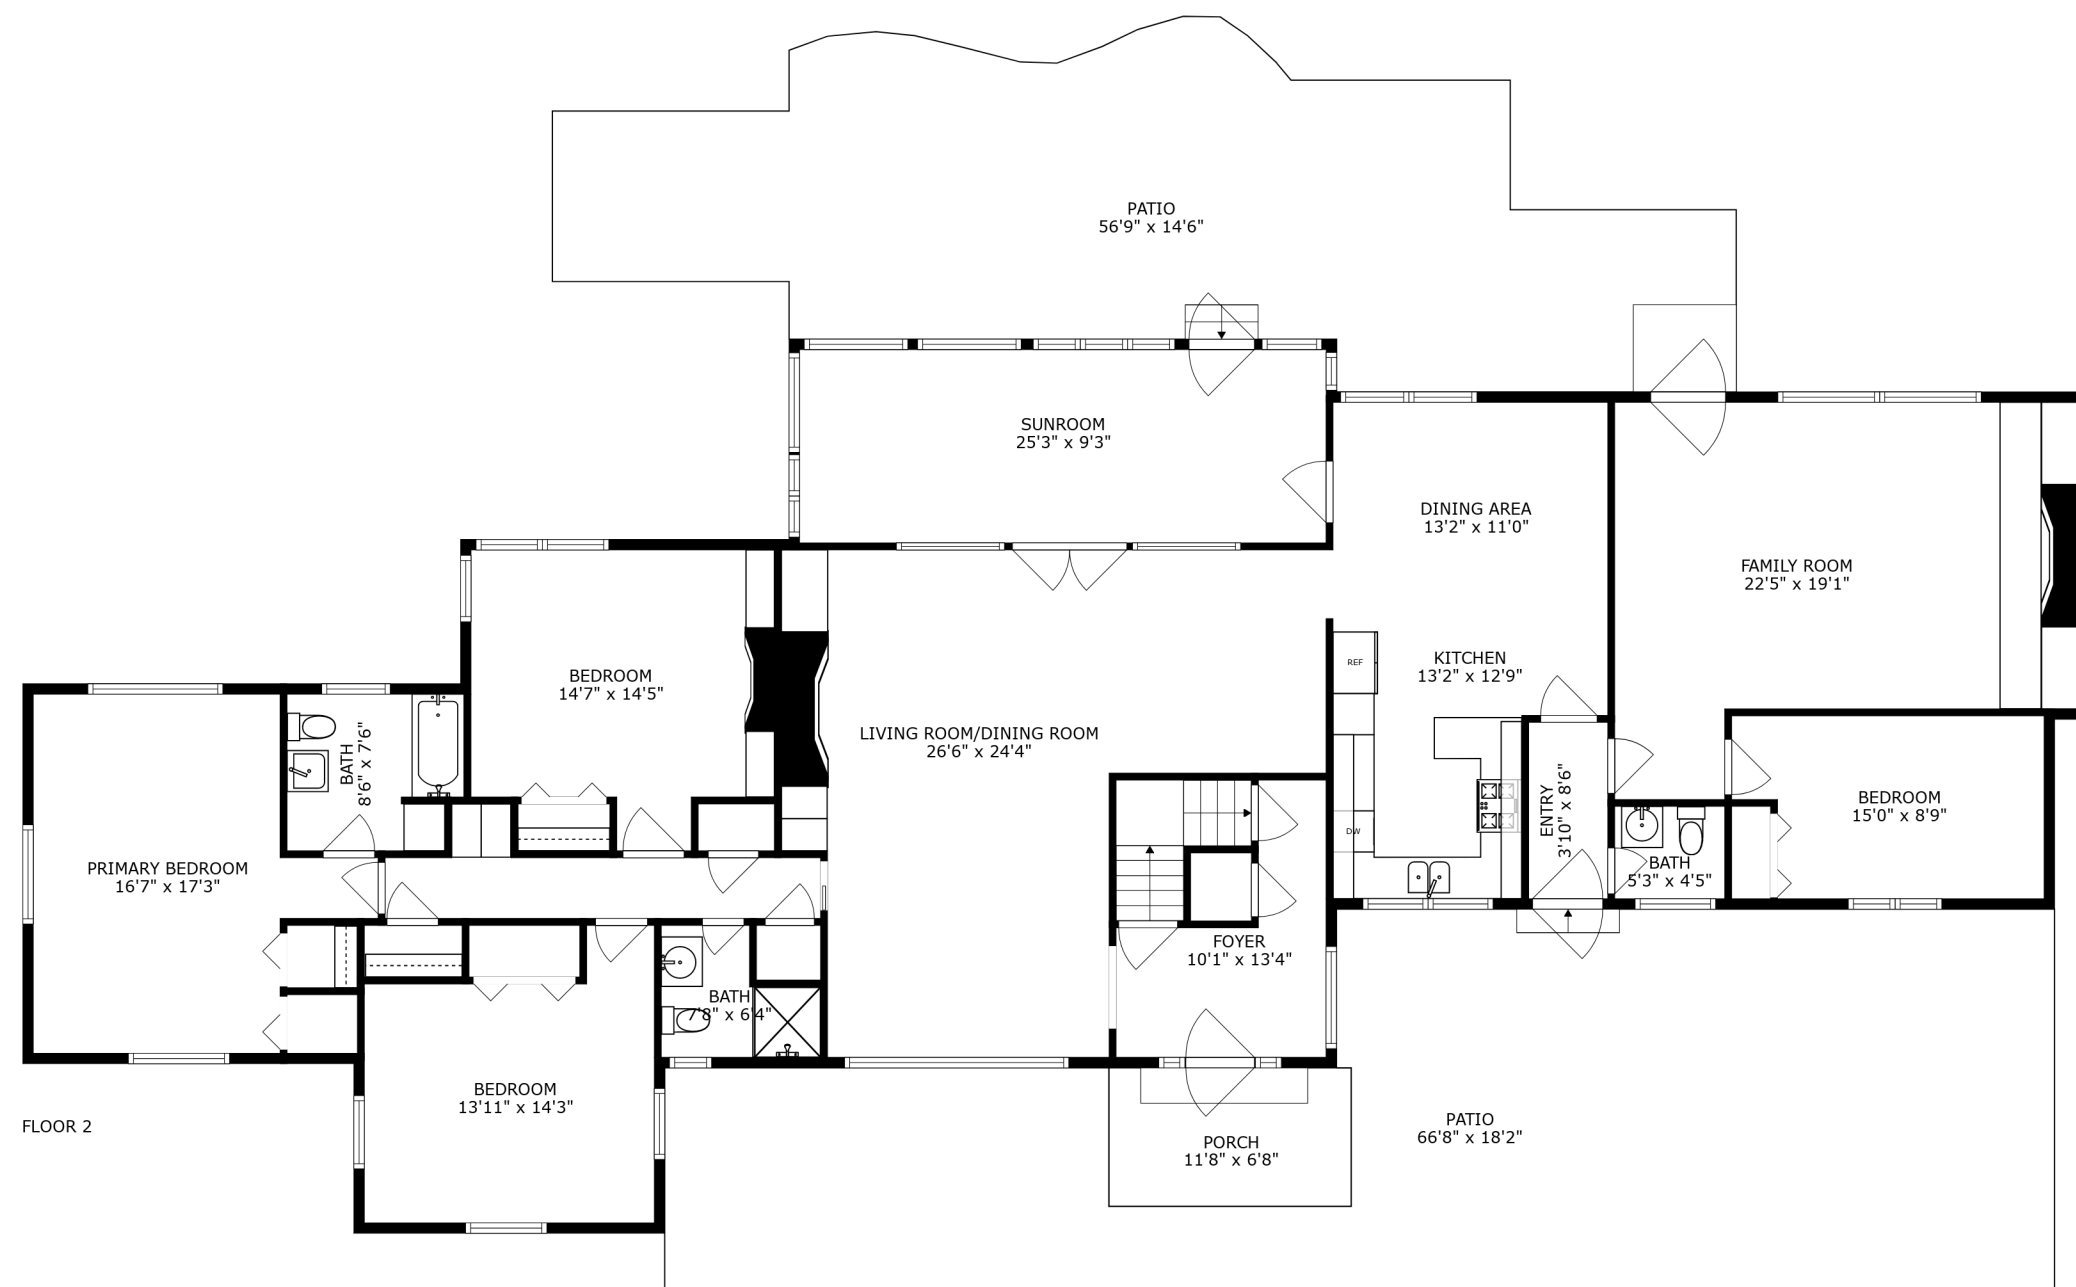 PATIO
56'9" x 14'6"
SUNROOM
25'3" x 9'3"
DINING AREA
13'2" x 11'0"
FAMILY ROOM
22'5" x 19'1"
BEDROOM
14'7" x 14'5"
REF
KITCHEN
13'2" x 12'9"
LIVING ROOM/DINING ROOM
26'6" x 24'4"
BATH
8'6" x 7'6"
PRIMARY BEDROOM
16'7" x 17'3"
DW
ENTRY
3'10" x 8'6"
BEDROOM
15'0" x 8'9"
BATH
5'3" x 4'5"
FOYER
10'1" x 13'4"
BATH
7'8" x 6'4"
BEDROOM
13'11" x 14'3"
FLOOR 2
PORCH
11'8" x 6'8"
PATIO
66'8" x 18'2"